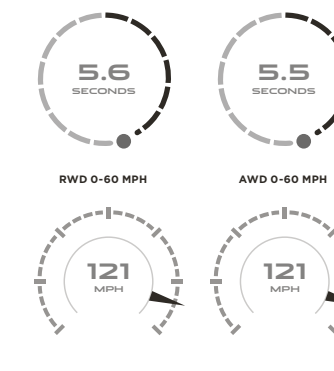 5.6
SECONDS
5.5
SECONDS
RWD 0-60 MPH
AWD 0-60 MPH
121
MPH
121
MPH